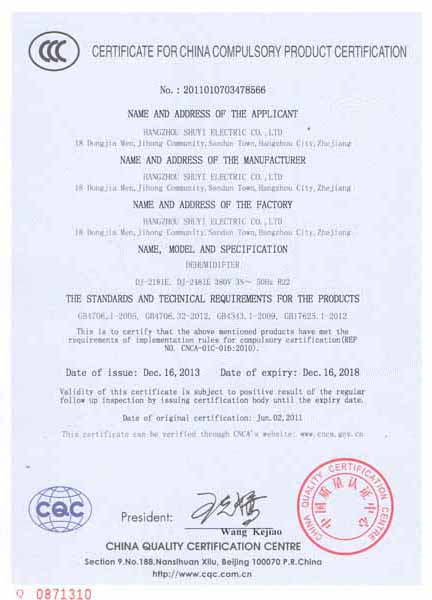 CCC CERTIFICATE FOR CHINA COMPULSORY PRODUCT CERTIFICATION
No. : 2011010703478566
NAME AND ADDRESS OF THE APPLICANT
HANGZHOU SHUYI ELECTRIC CO.,LTD
18 Dongjia Men,Jihong Community,Sandun Town,Hangzhou City,Zhejiang
NAME AND ADDRESS OF THE MANUFACTURER
HANGZHOU SHUYI ELECTRIC CO.,LTD
18 Dongjia Men,Jihong Community,Sandun Town,Hangzhou City,Zhejiang
NAME AND ADDRESS OF THE FACTORY
HANGZHOU SHUYI ELECTRIC CO.,LTD
18 Dongjia Men,Jihong Community,Sandun Town,Hangzhou City,Zhejiang
NAME, MODEL AND SPECIFICATION
DEHUMIDIFIER
DJ-2181E, DJ-2481E 380V 3N~ 50Hz R22
THE STANDARDS AND TECHNICAL REQUIREMENTS FOR THE PRODUCTS
GB4706.1-2005, GB4706.32-2012, GB4343.1-2009, GB17625.1-2012
This is to certify that the above mentioned products have met the
requirements of implementation rules for compulsory certification(REF
NO. CNCA-01C-016:2010).
Date of issue: Dec.16,2013 Date of expiry: Dec.16,2018
Validity of this certificate is subject to positive result of the regular
follow up inspection by issuing certification body until the expiry date.
Date of original certification: Jun.02,2011
This certificate can be verified through CNCA's website: www.cnca.gov.cn
CHINA QUALITY CERTIFICATION CENTRE
中国质量认证中心
CQC
President:
Wang Kejiao
CHINA QUALITY CERTIFICATION CENTRE
Section 9,No.188,Nansihuan Xilu, Beijing 100070 P.R.China
http://www.cqc.com.cn
0871310